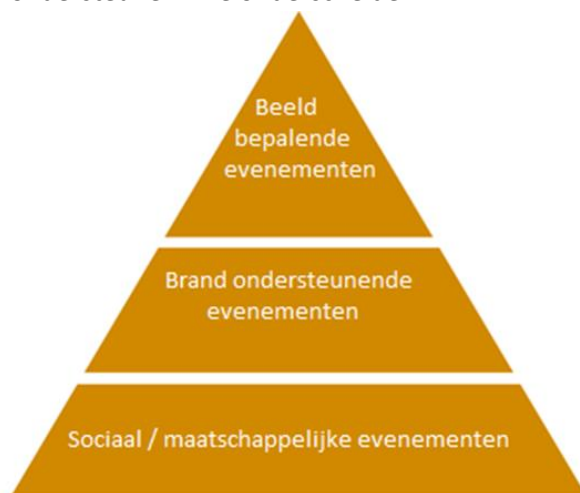 Beeld
bepalende
evenementen
Brand ondersteunende
evenementen
Sociaal / maatschappelijke evenementen